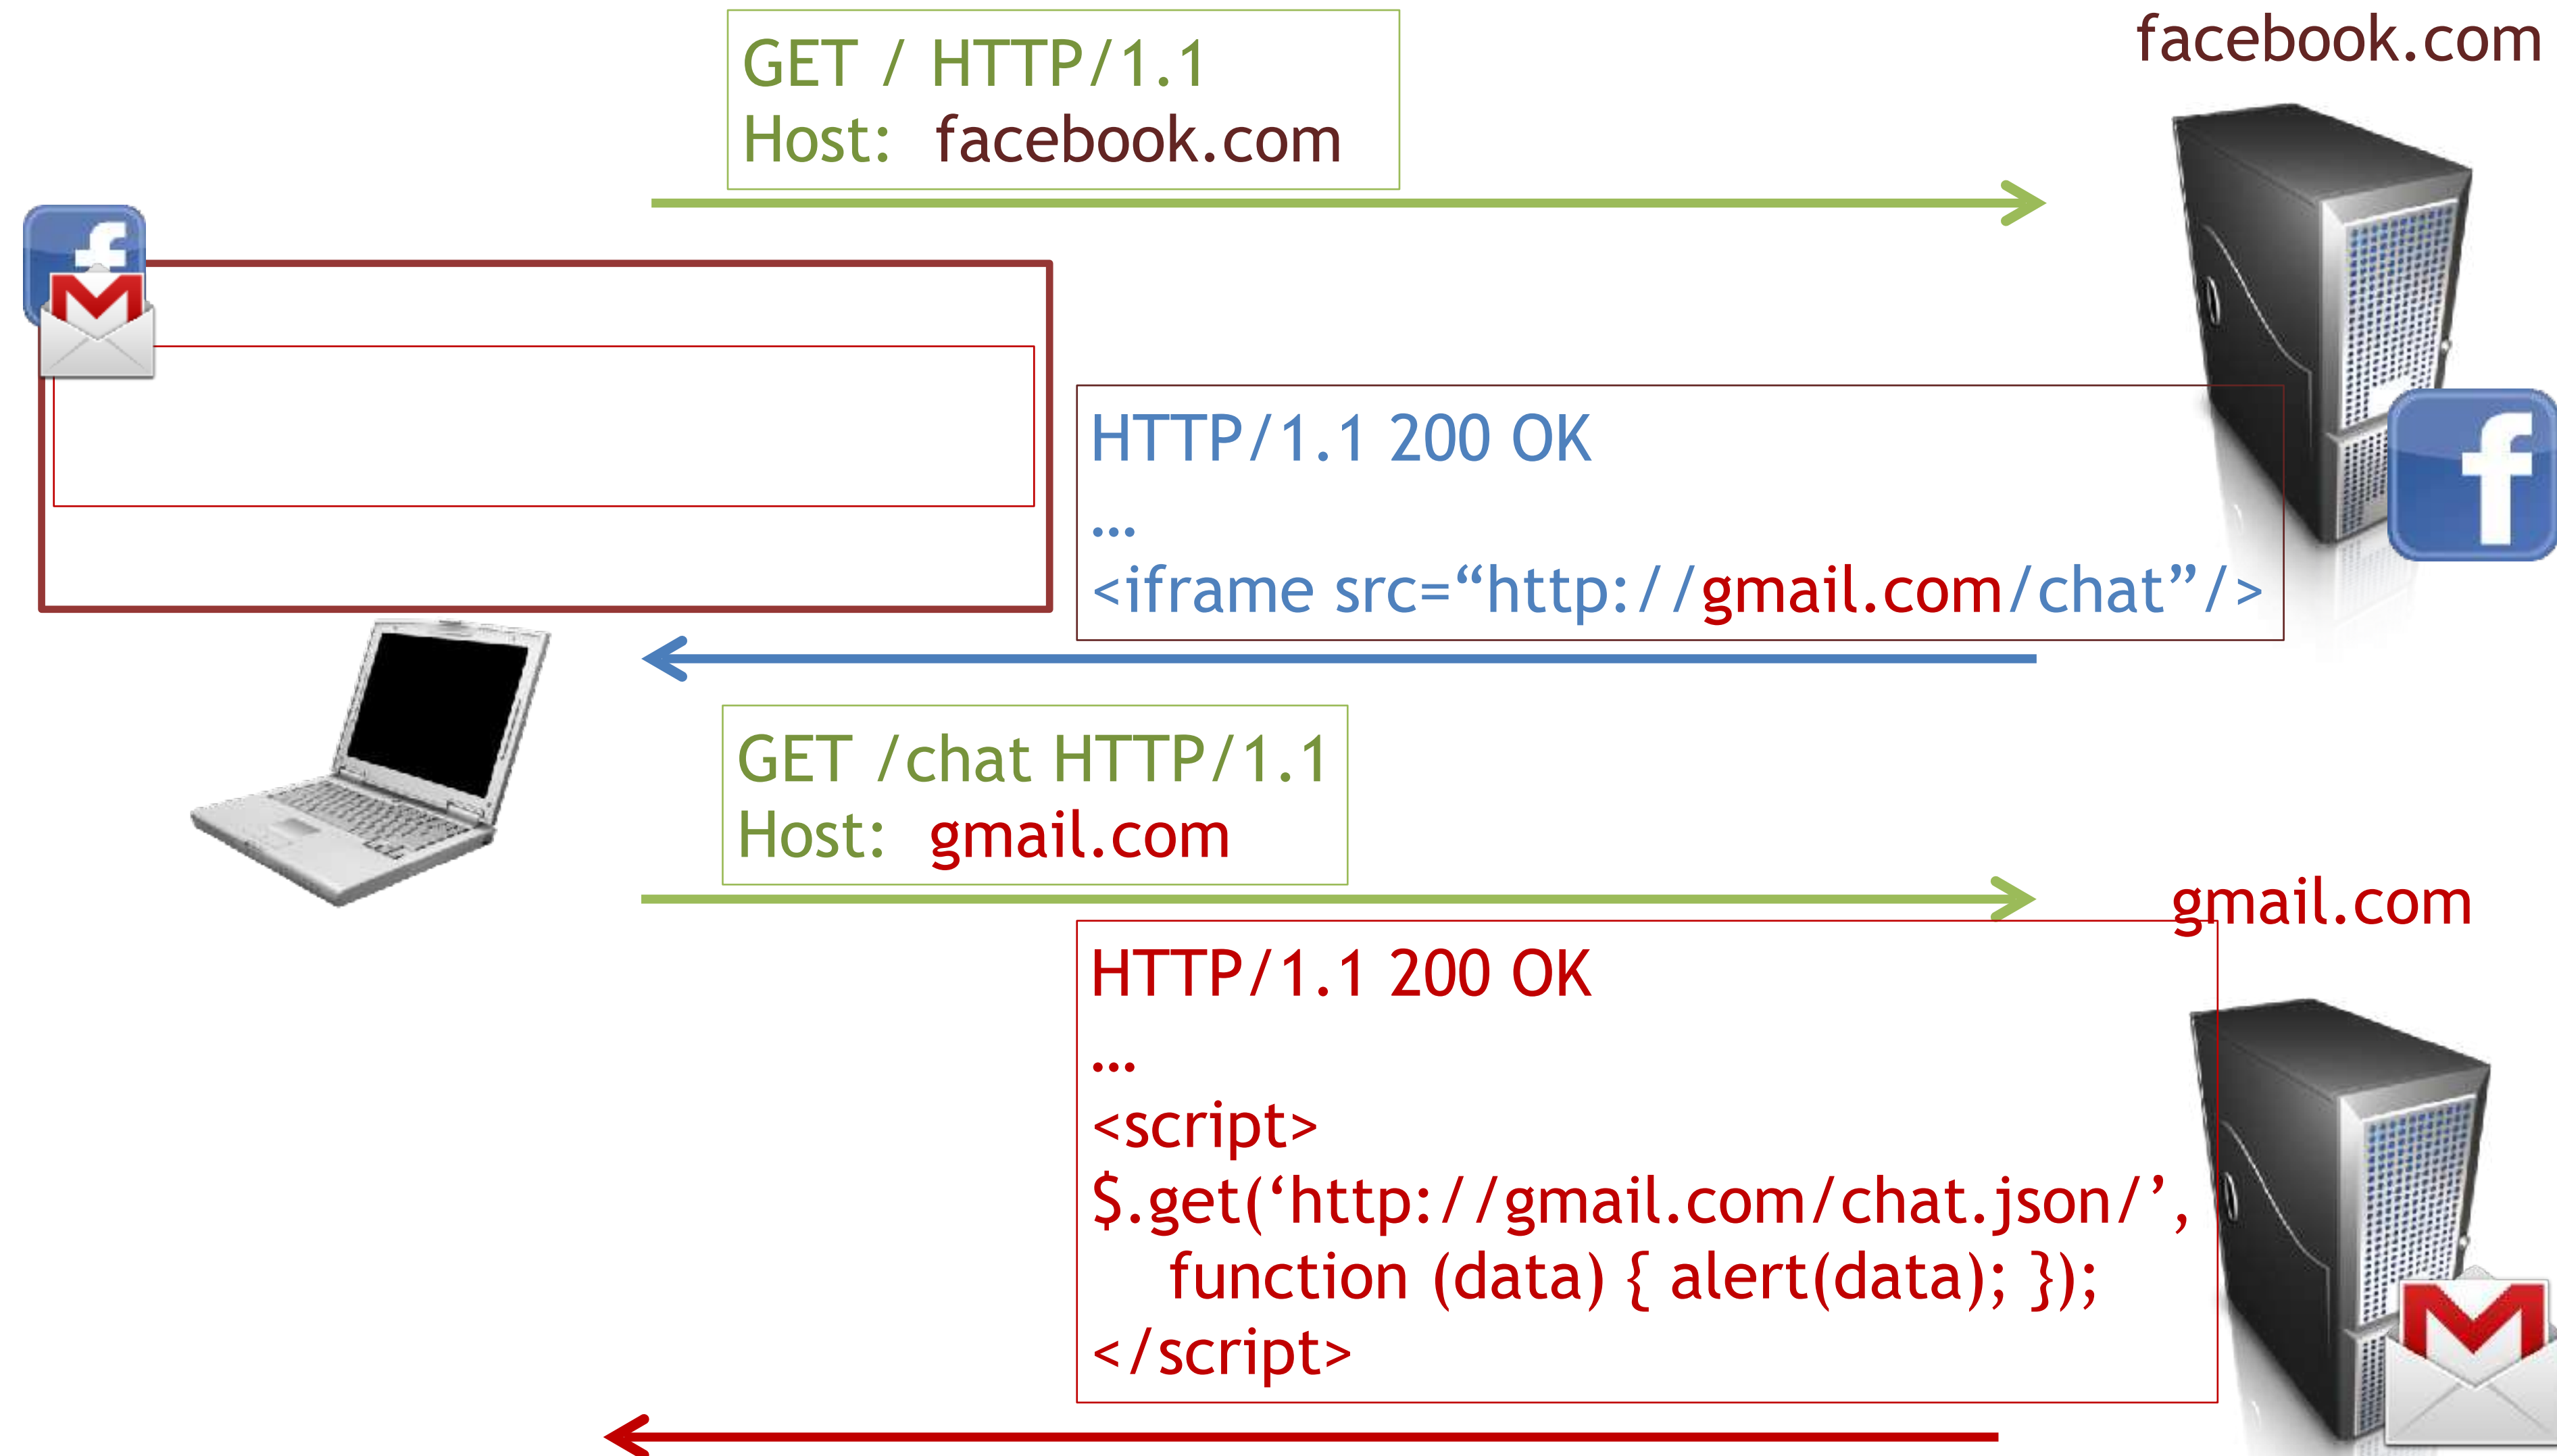 facebook.com
GET / HTTP/1.1
Host: facebook.com
HTTP/1.1 200 OK
…
<iframe src=“http://gmail.com/chat”/>
GET /chat HTTP/1.1
Host: gmail.com
gmail.com
HTTP/1.1 200 OK
…
<script>
$.get(‘http://gmail.com/chat.json/’,
function (data) { alert(data); });
</script>